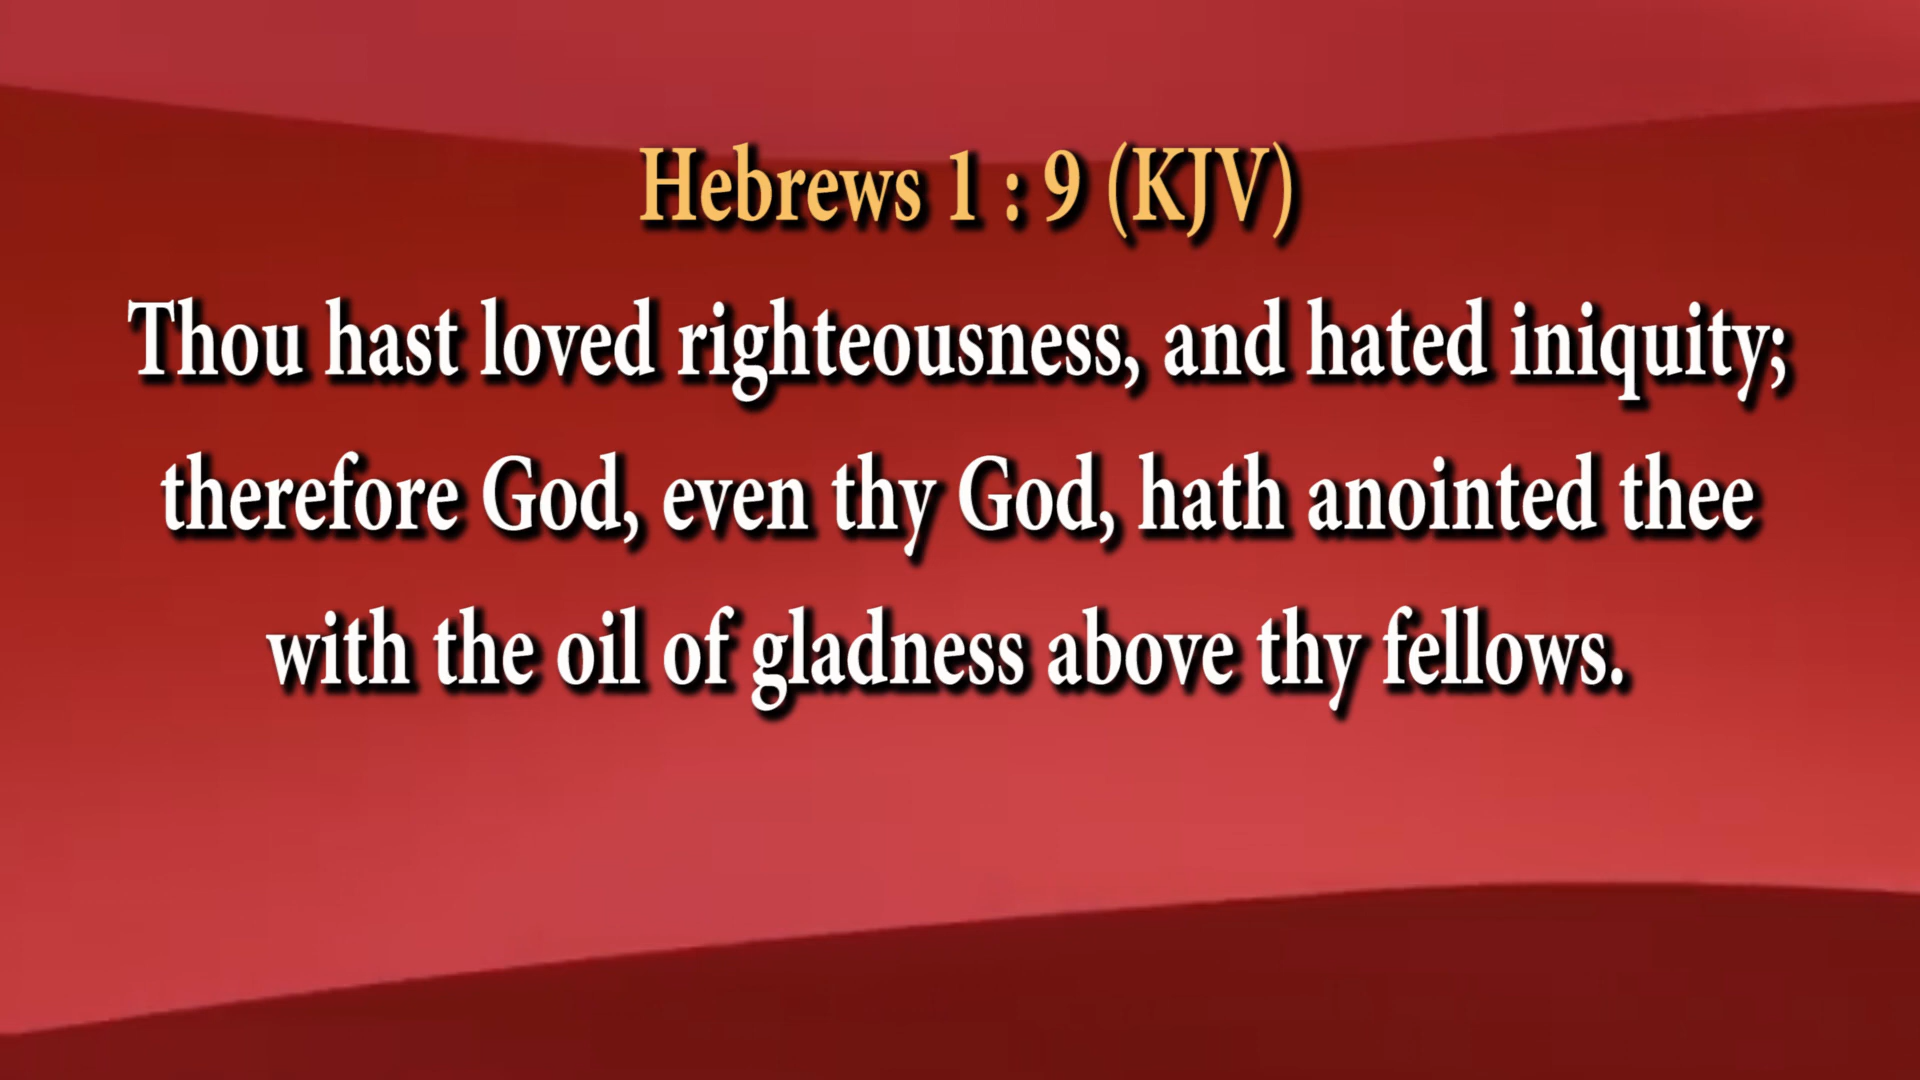 Hebrews 1 : 9 (KJV)
Thou hast loved righteousness, and hated iniquity;
therefore God, even thy God, hath anointed thee
with the oil of gladness above thy fellows.